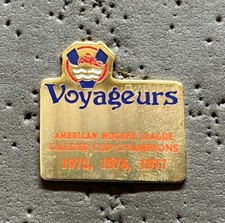 Voyageurs
AMERICAN HOCKEY LEAGUE
CALDER CUP CHAMPIONS
1972, 1976, 1977